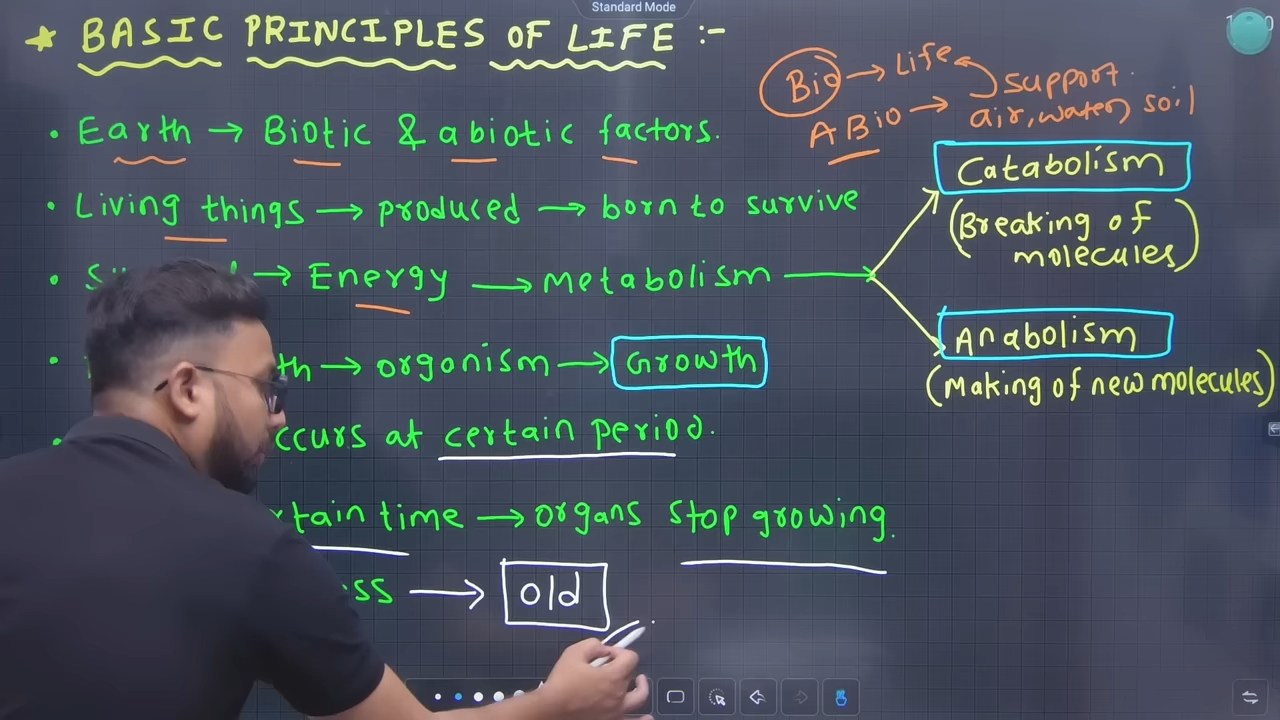 Standard Mode
★ BASIC PRINCIPLES OF LIFE :-
Bio → Life
support
ABio → air, water, soil
• Earth → Biotic & abiotic factors.
• Living things → produced → born to survive
→ Energy → metabolism →
Catabolism
(Breaking of
molecules)
Anabolism
(Making of new molecules)
th → orgonism → Growth
ccurs at certain period.
rtain time → organs stop growing.
ss → old